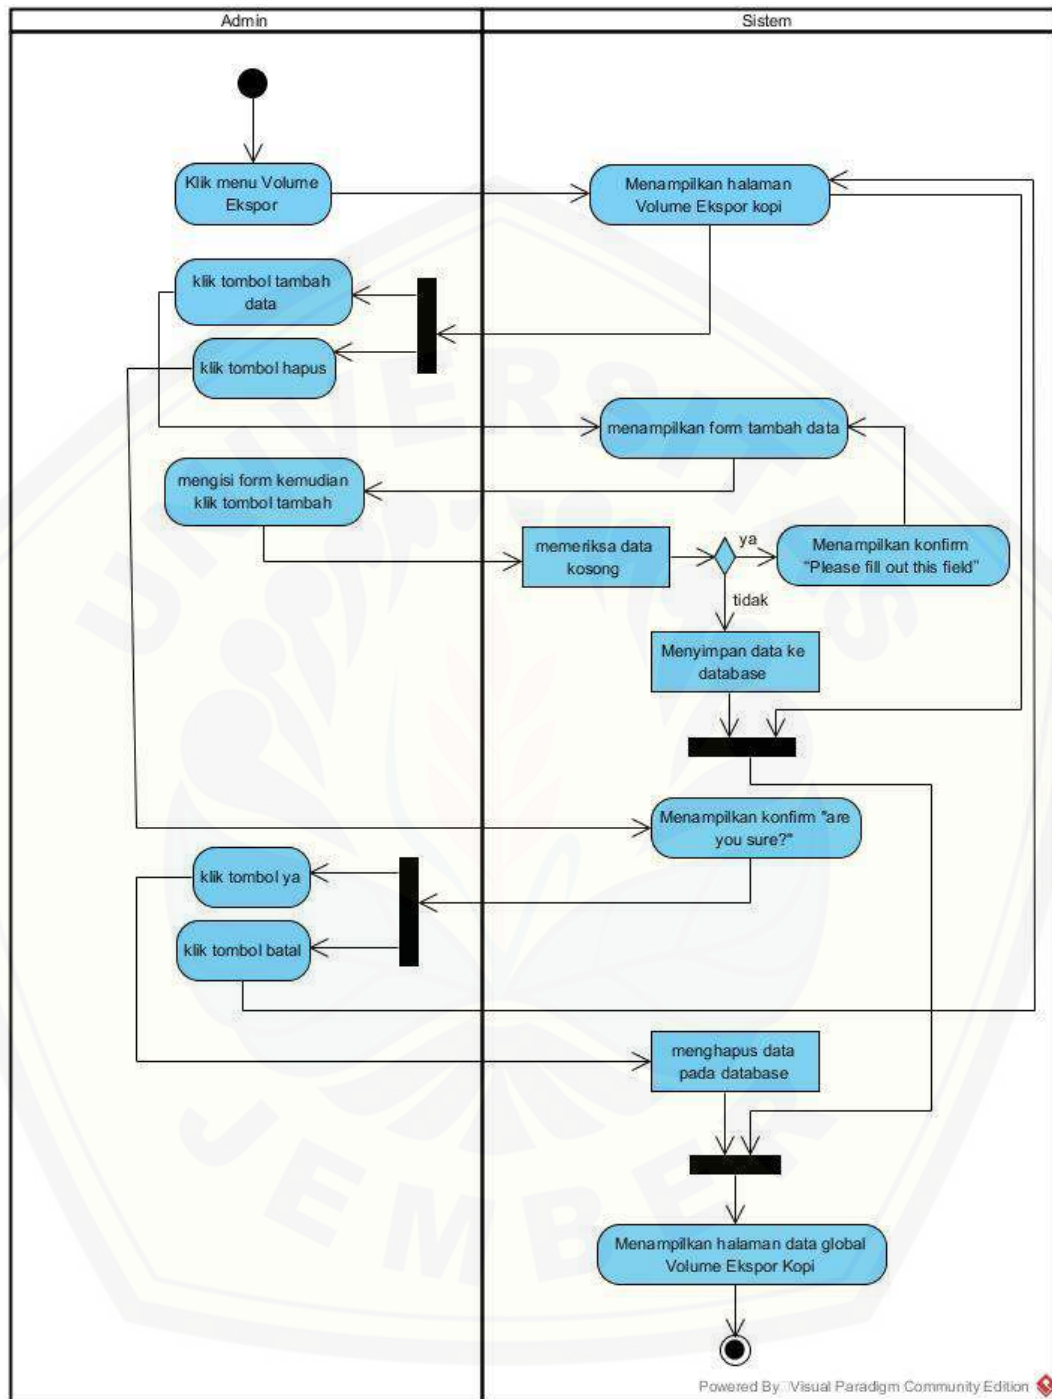 Admin
Sistem
Klik menu Volume
Ekspor
Menampilkan halaman
Volume Ekspor kopi
klik tombol tambah
data
klik tombol hapus
menampilkan form tambah data
mengisi form kemudian
klik tombol tambah
memeriksa data
kosong
ya
Menampilkan konfirm
"Please fill out this field"
tidak
Menyimpan data ke
database
Menampilkan konfirm "are
you sure?"
klik tombol ya
klik tombol batal
menghapus data
pada database
Menampilkan halaman data global
Volume Ekspor Kopi
UNIVERSITAS
JEMBER
Powered By Visual Paradigm Community Edition